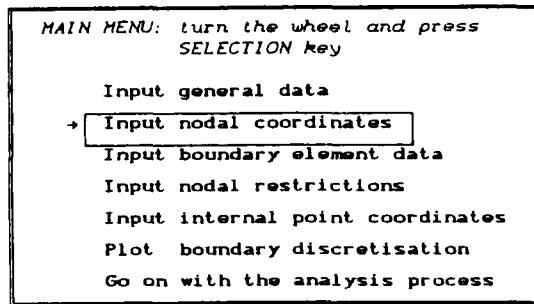 MAIN MENU: turn the wheel and press
SELECTION key
Input general data
→ Input nodal coordinates
Input boundary element data
Input nodal restrictions
Input internal point coordinates
Plot boundary discretisation
Go on with the analysis process